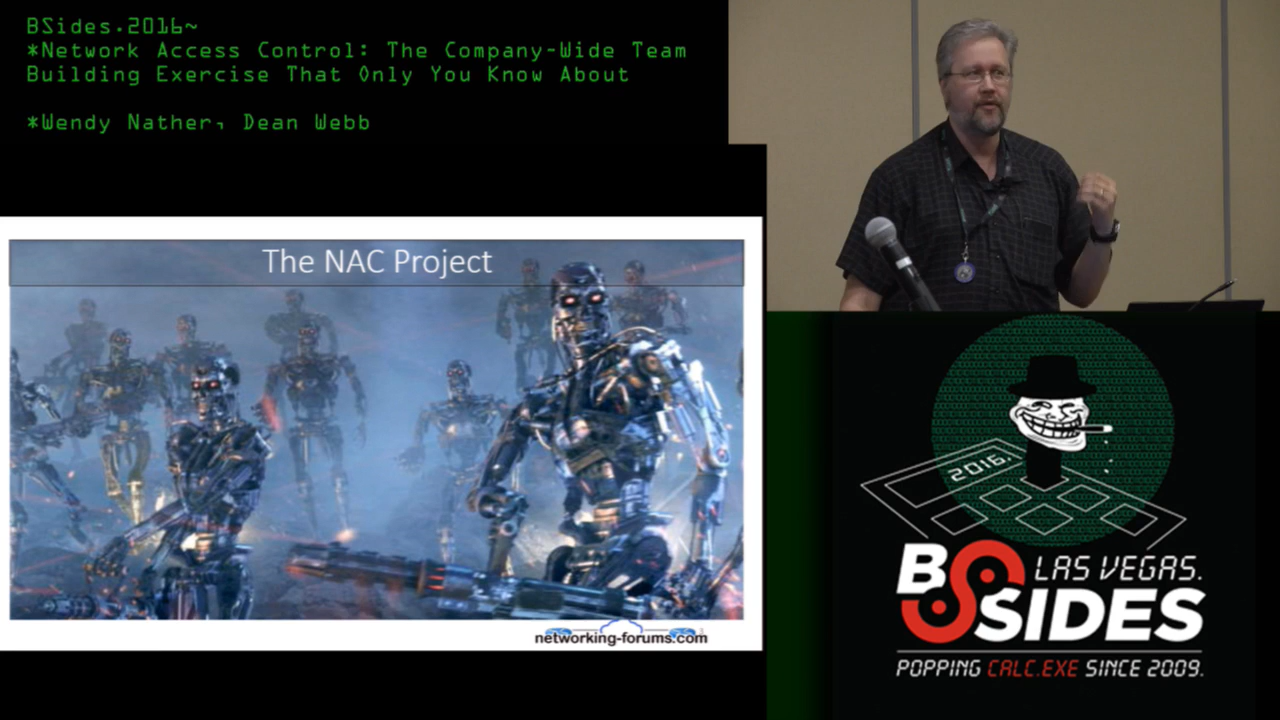 BSides.2016~
*Network Access Control: The Company-Wide Team
Building Exercise That Only You Know About
*Wendy Nather, Dean Webb
The NAC Project
networking-forums.com
2016.
BSIDES
LAS VEGAS.
POPPING CALC.EXE SINCE 2009.